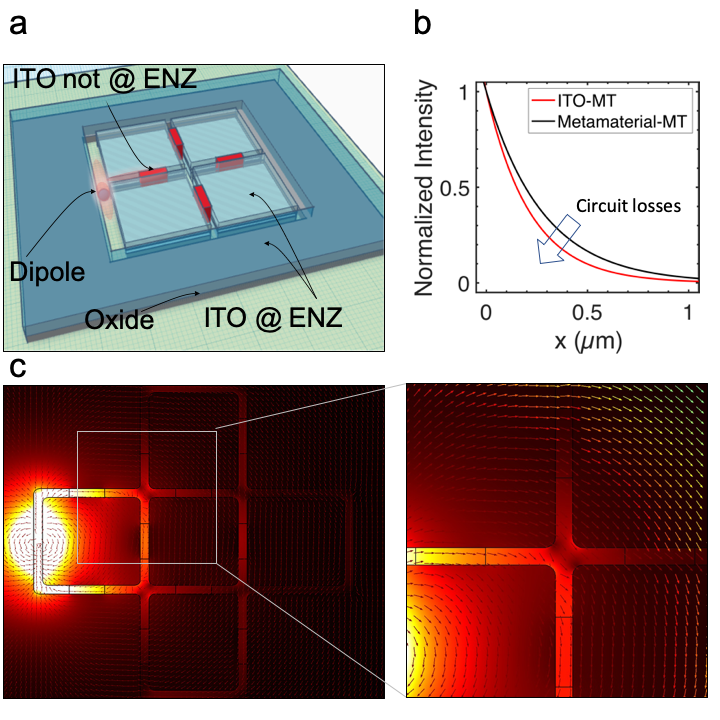 a
ITO not @ ENZ
Dipole
Oxide
ITO @ ENZ
b
Normalized Intensity
1
0.5
0
ITO-MT
Metamaterial-MT
Circuit losses
0
0.5
1
x (μm)
c